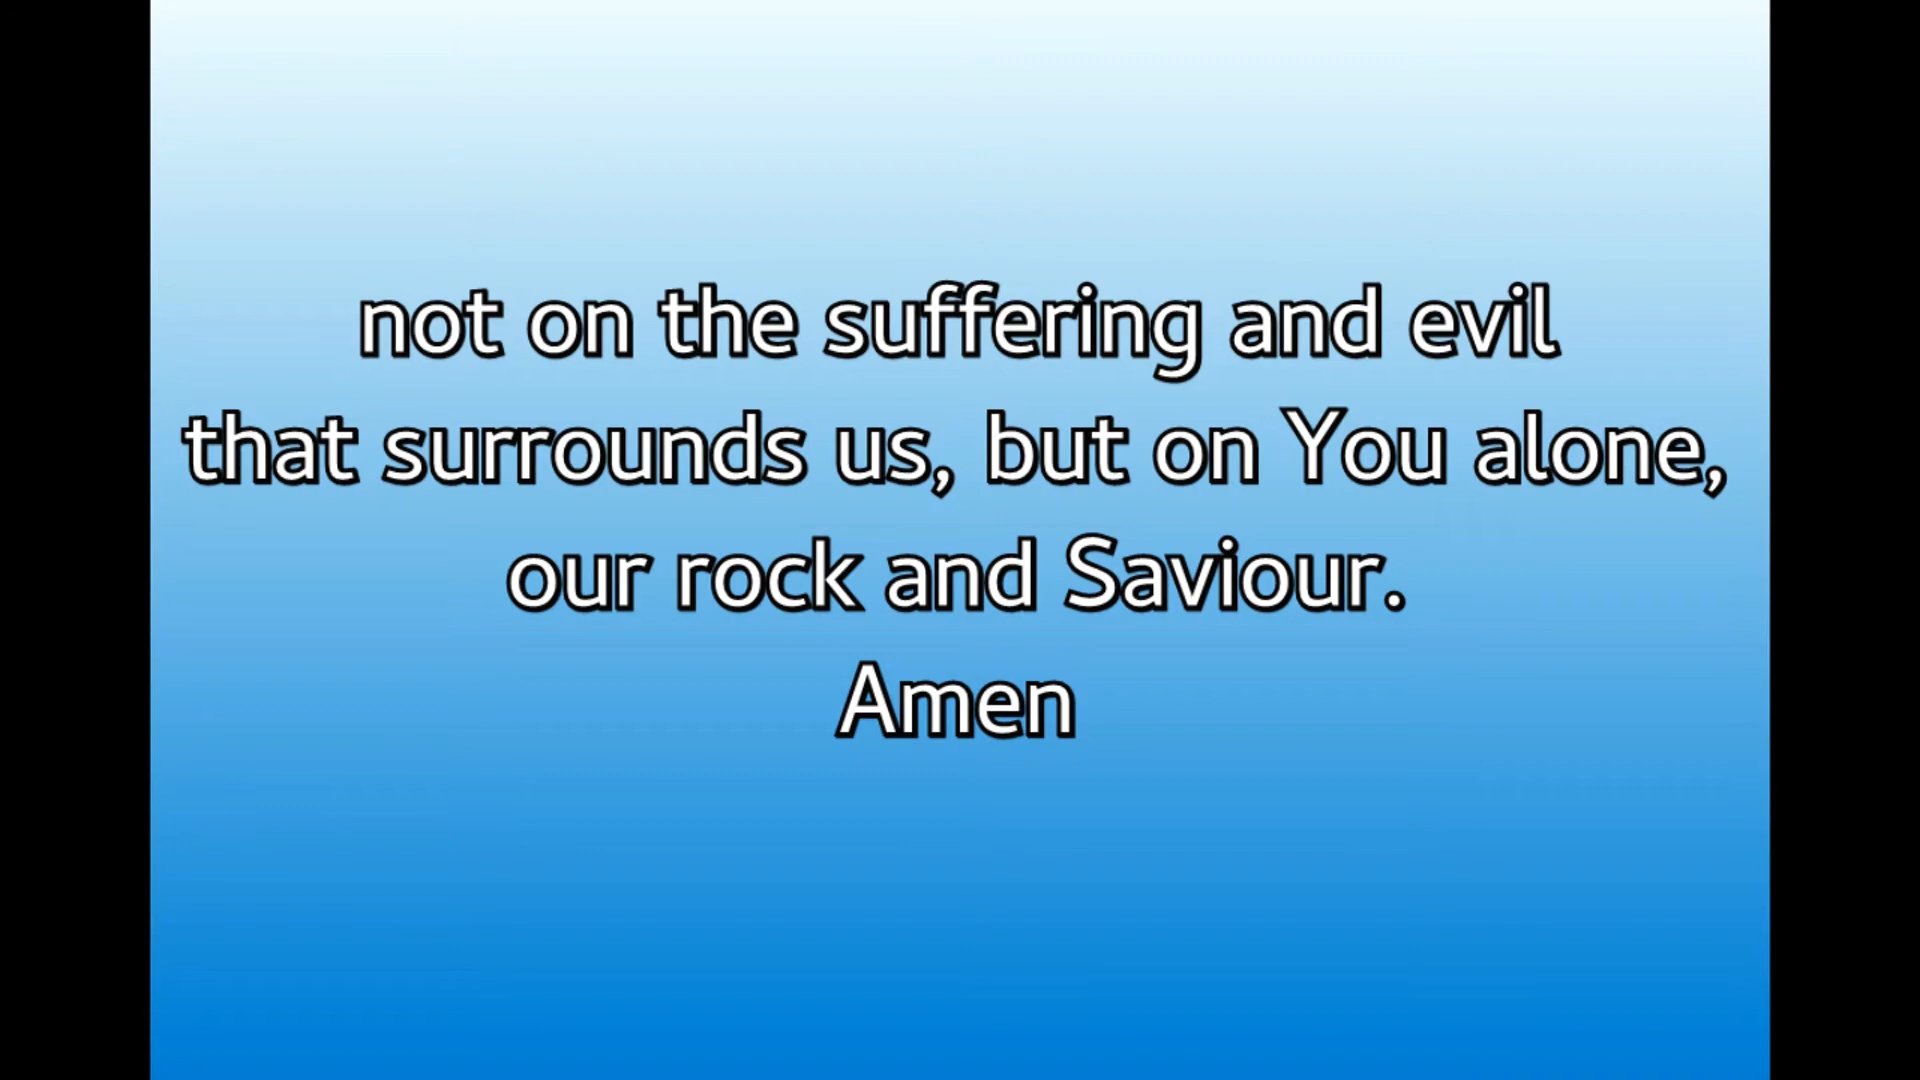 not on the suffering and evil
that surrounds us, but on You alone,
our rock and Saviour.
Amen